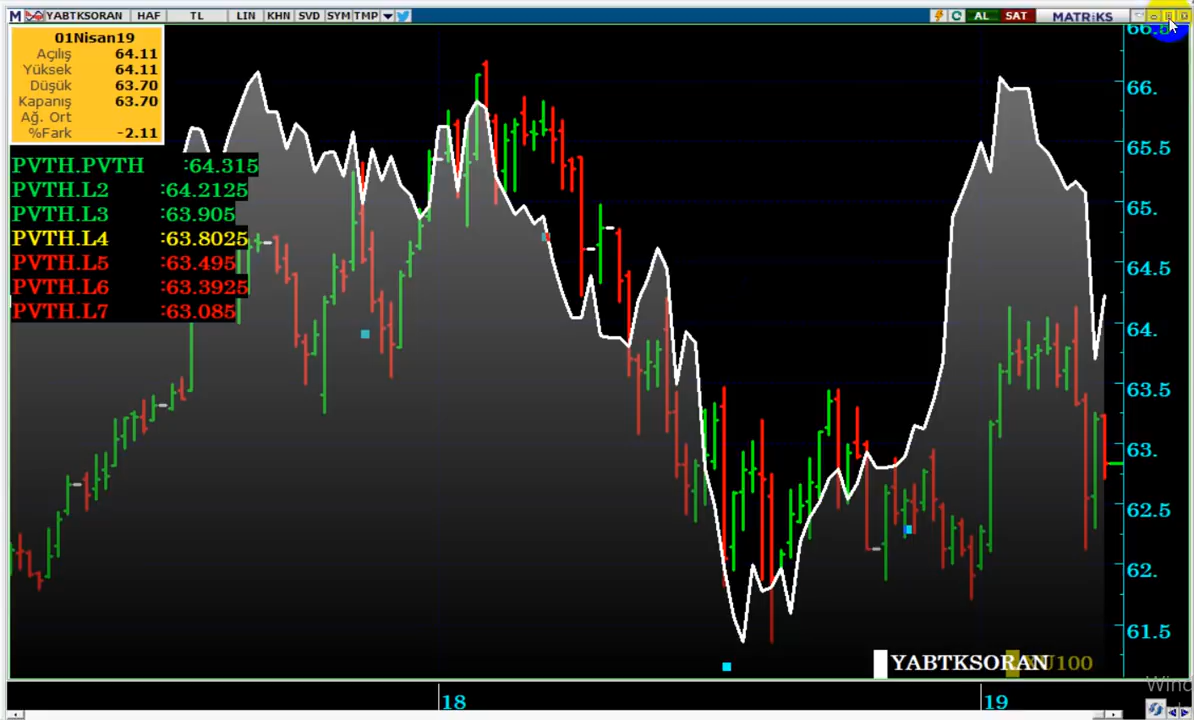 M YABTKSORAN HAF TL LIN KHN SVD SYM TMP C AL SAT MATRİKS
01Nisan19
Açılış 64.11
Yüksek 64.11
Düşük 63.70
Kapanış 63.70
Ağ. Ort
%Fark -2.11
PVTH.PVTH :64.315
PVTH.L2 :64.2125
PVTH.L3 :63.905
PVTH.L4 :63.8025
PVTH.L5 :63.495
PVTH.L6 :63.3925
PVTH.L7 :63.085
66.
65.5
65.
64.5
64.
63.5
63.
62.5
62.
61.5
YABTKSORAN
18 19